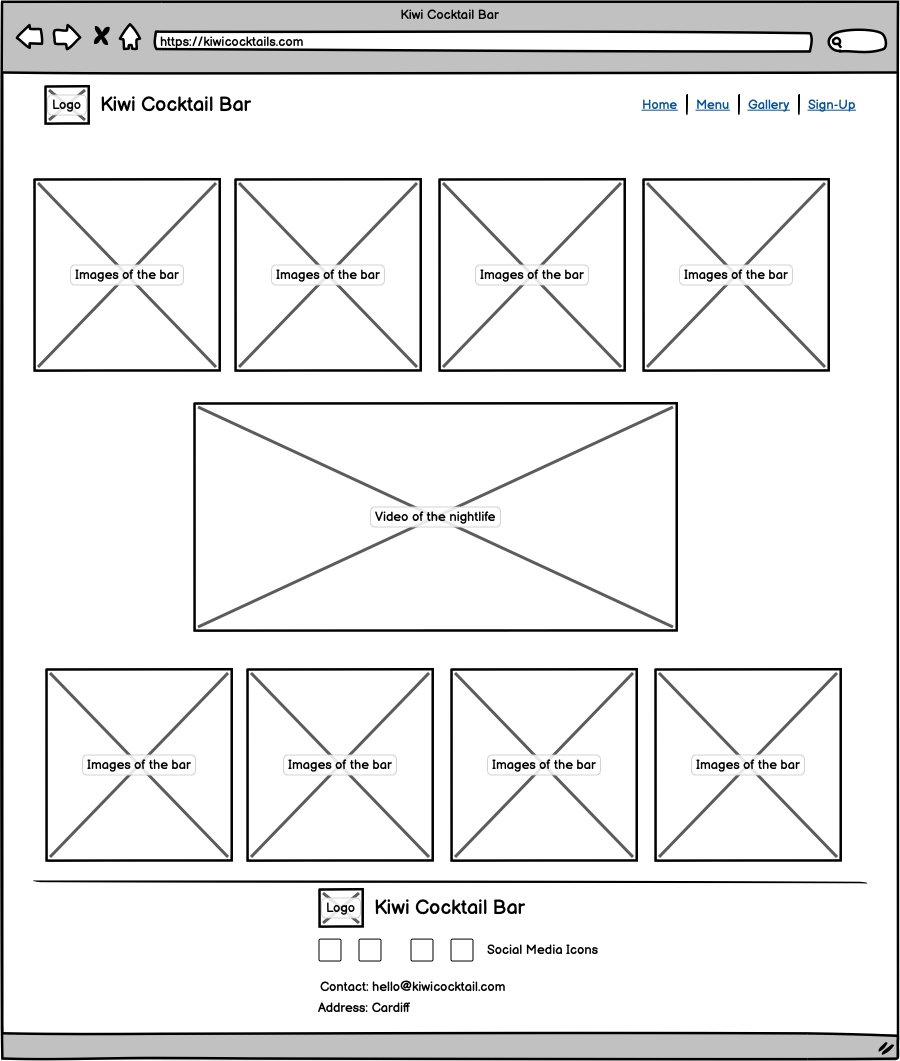 Kiwi Cocktail Bar
https://kiwicocktails.com
Logo Kiwi Cocktail Bar
Home Menu Gallery Sign-Up
Images of the bar Images of the bar Images of the bar Images of the bar
Video of the nightlife
Images of the bar Images of the bar Images of the bar Images of the bar
Logo Kiwi Cocktail Bar
Social Media Icons
Contact: hello@kiwicocktail.com
Address: Cardiff